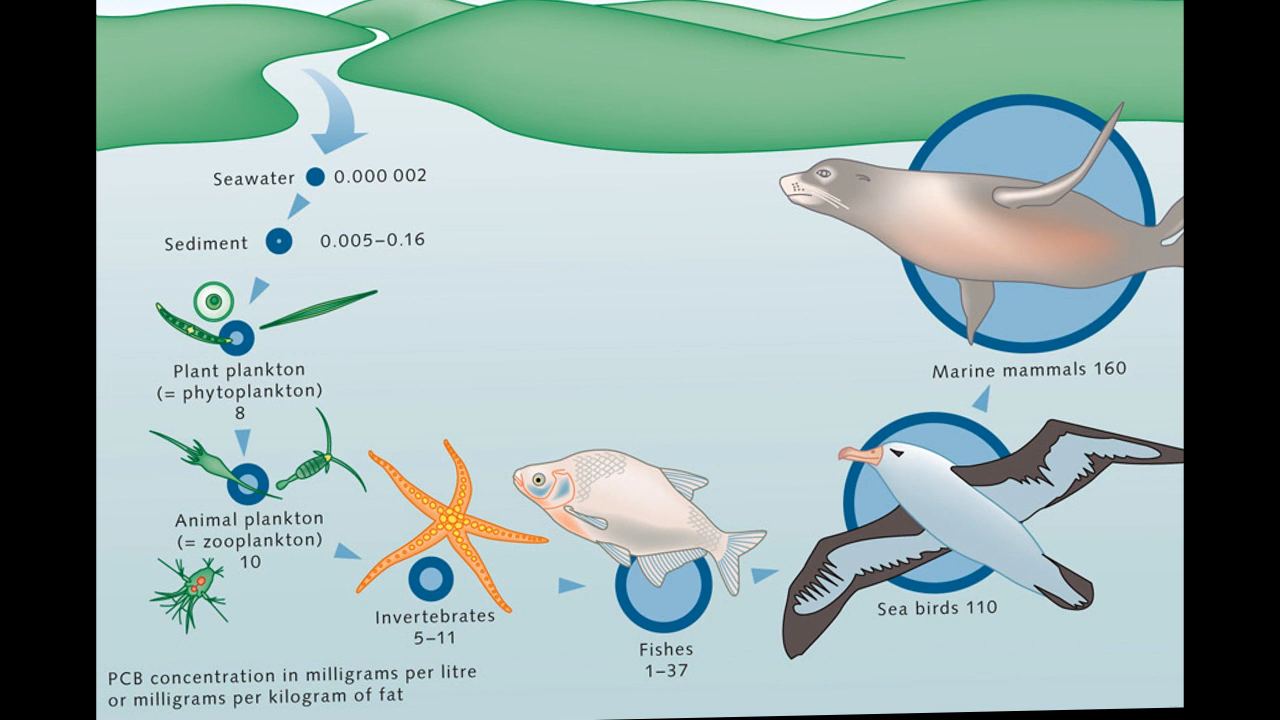 Seawater 0.000 002
Sediment 0.005–0.16
Plant plankton
(= phytoplankton)
8
Animal plankton
(= zooplankton)
10
Invertebrates
5–11
Fishes
1–37
Sea birds 110
Marine mammals 160
PCB concentration in milligrams per litre
or milligrams per kilogram of fat